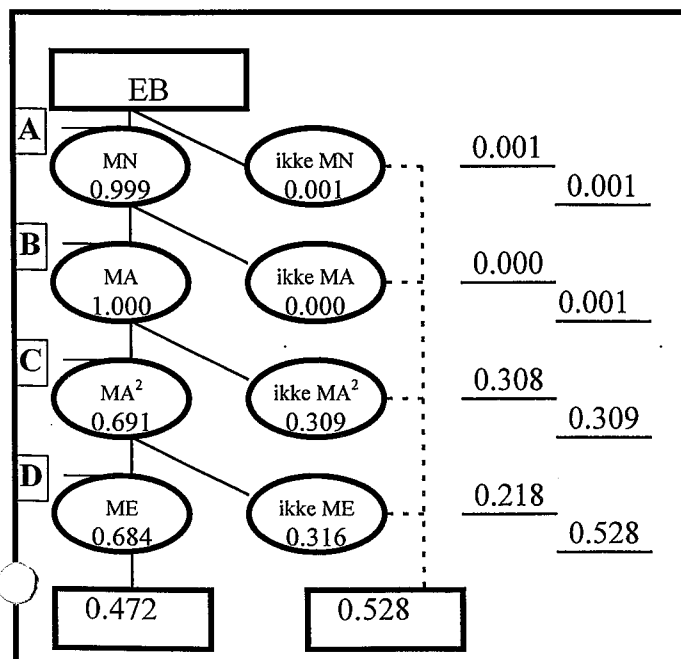 EB
A
MN
0.999
ikke MN
0.001
0.001
0.001
B
MA
1.000
ikke MA
0.000
0.000
0.001
C
MA²
0.691
ikke MA²
0.309
0.308
0.309
D
ME
0.684
ikke ME
0.316
0.218
0.528
0.472
0.528